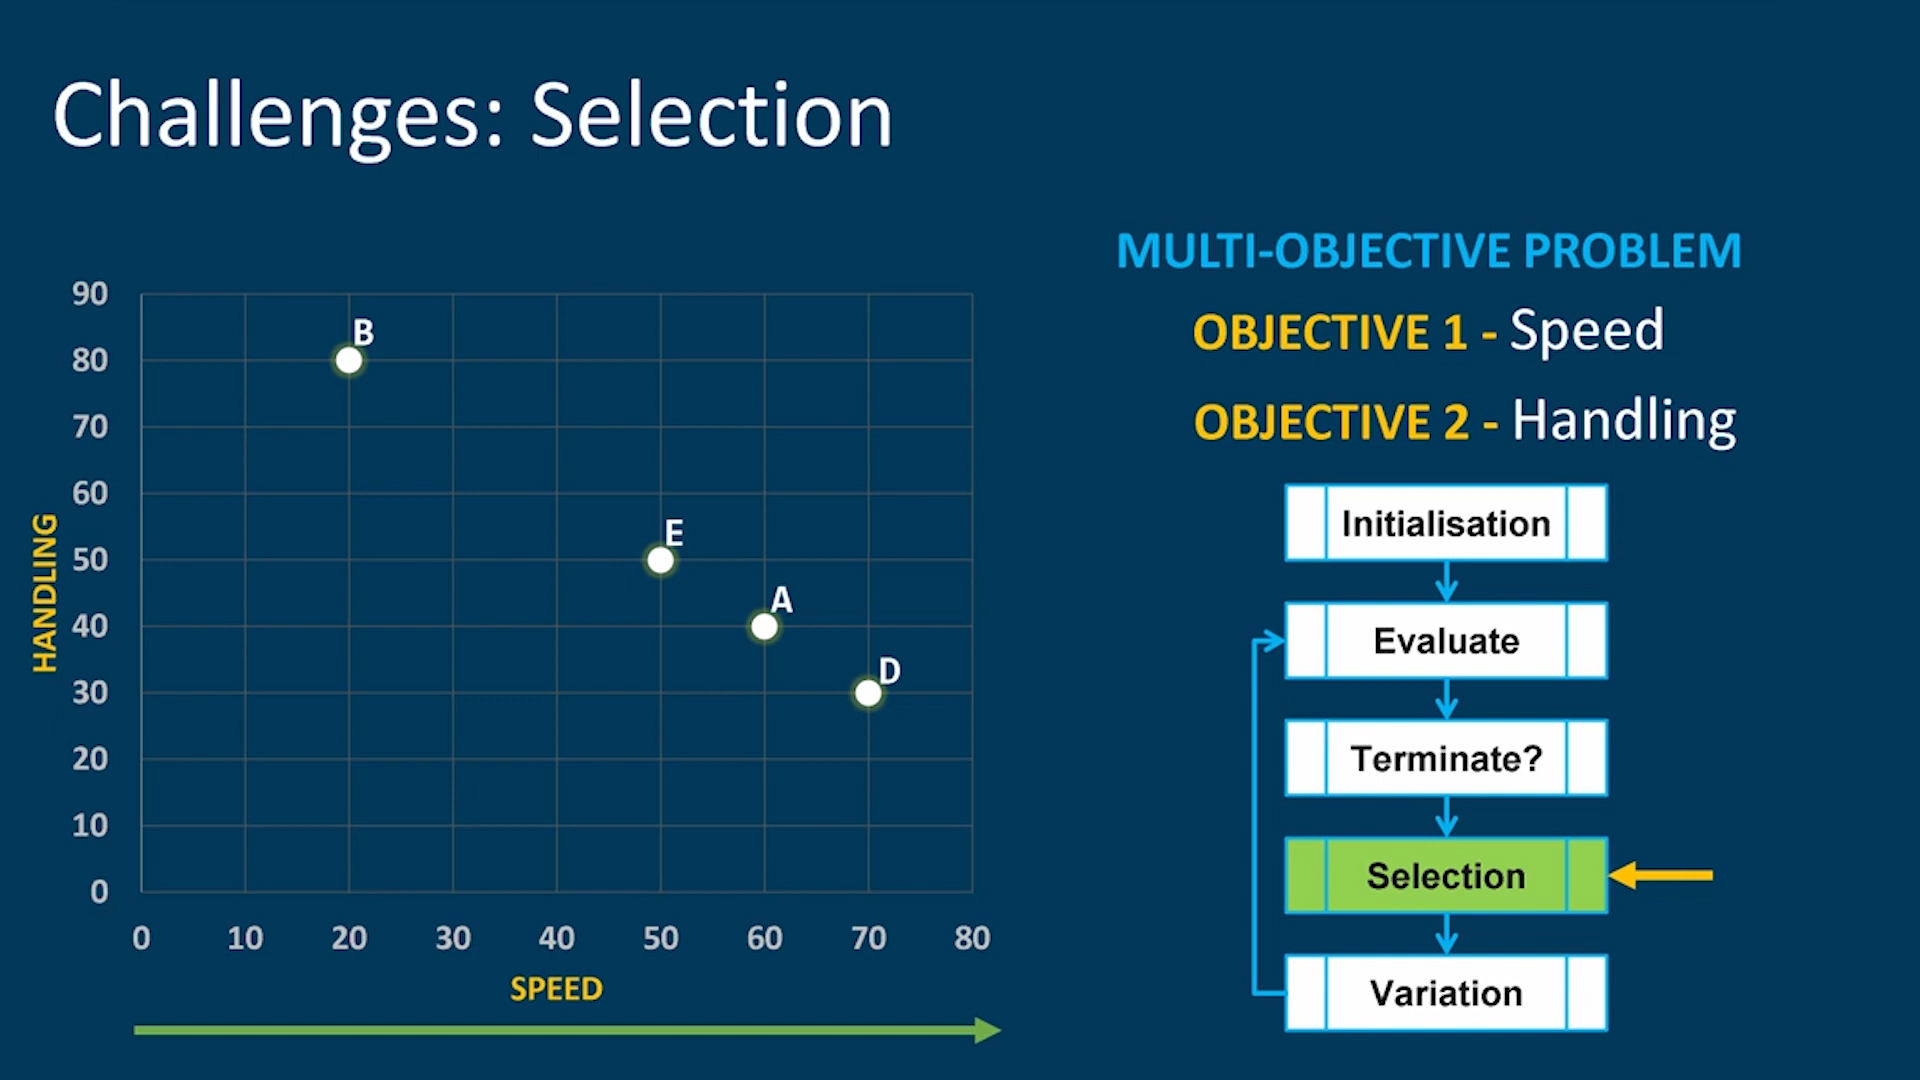 Challenges: Selection
MULTI-OBJECTIVE PROBLEM
OBJECTIVE 1 - Speed
OBJECTIVE 2 - Handling
90
80
70
60
50
40
30
20
10
0
HANDLING
B
E
A
D
0 10 20 30 40 50 60 70 80
SPEED
Initialisation
Evaluate
Terminate?
Selection
Variation